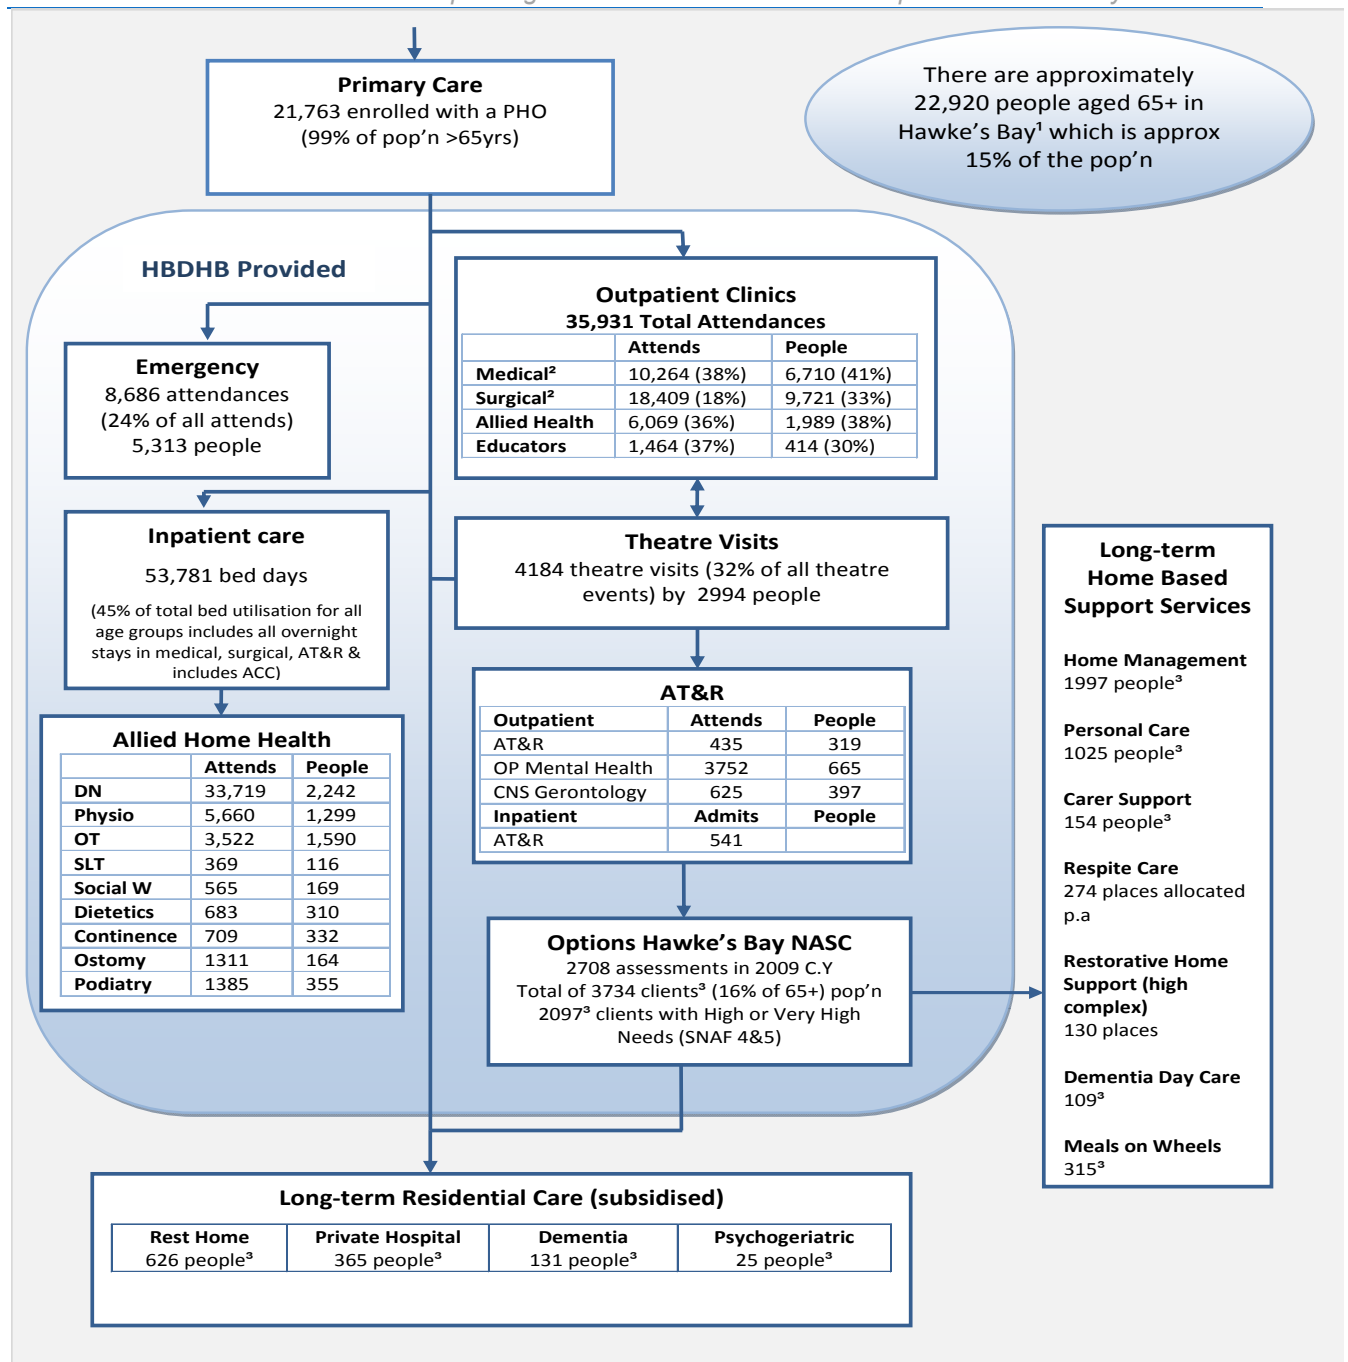 Primary Care
21,763 enrolled with a PHO
(99% of pop’n >65yrs)
There are approximately
22,920 people aged 65+ in
Hawke’s Bay¹ which is approx
15% of the pop’n
HBDHB Provided
Emergency
8,686 attendances
(24% of all attends)
5,313 people
Outpatient Clinics
35,931 Total Attendances
Attends People
Medical² 10,264 (38%) 6,710 (41%)
Surgical² 18,409 (18%) 9,721 (33%)
Allied Health 6,069 (36%) 1,989 (38%)
Educators 1,464 (37%) 414 (30%)
Inpatient care
53,781 bed days
(45% of total bed utilisation for all
age groups includes all overnight
stays in medical, surgical, AT&R &
includes ACC)
Theatre Visits
4184 theatre visits (32% of all theatre
events) by 2994 people
Allied Home Health
Attends People
DN 33,719 2,242
Physio 5,660 1,299
OT 3,522 1,590
SLT 369 116
Social W 565 169
Dietetics 683 310
Continence 709 332
Ostomy 1311 164
Podiatry 1385 355
AT&R
Outpatient Attends People
AT&R 435 319
OP Mental Health 3752 665
CNS Gerontology 625 397
Inpatient Admits People
AT&R 541
Options Hawke’s Bay NASC
2708 assessments in 2009 C.Y
Total of 3734 clients³ (16% of 65+) pop’n
2097³ clients with High or Very High
Needs (SNAF 4&5)
Long-term
Home Based
Support Services
Home Management
1997 people³
Personal Care
1025 people³
Carer Support
154 people³
Respite Care
274 places allocated
p.a
Restorative Home
Support (high
complex)
130 places
Dementia Day Care
109³
Meals on Wheels
315³
Long-term Residential Care (subsidised)
Rest Home Private Hospital Dementia Psychogeriatric
626 people³ 365 people³ 131 people³ 25 people³